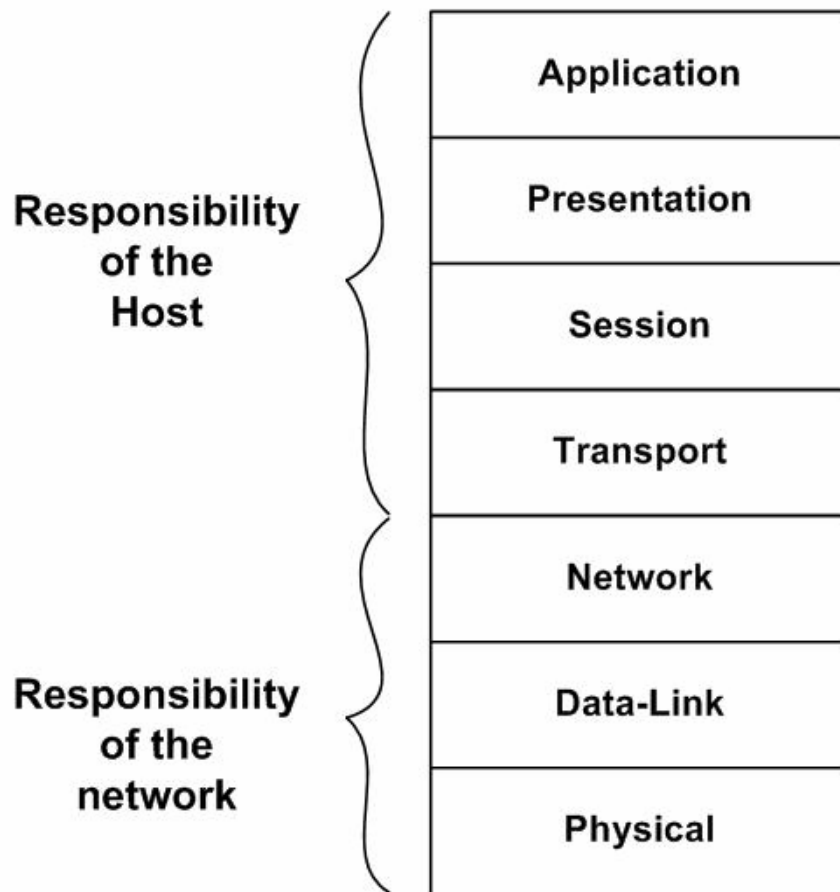 Application
Presentation
Responsibility
of the
Host
Session
Transport
Network
Responsibility
of the
network
Data-Link
Physical